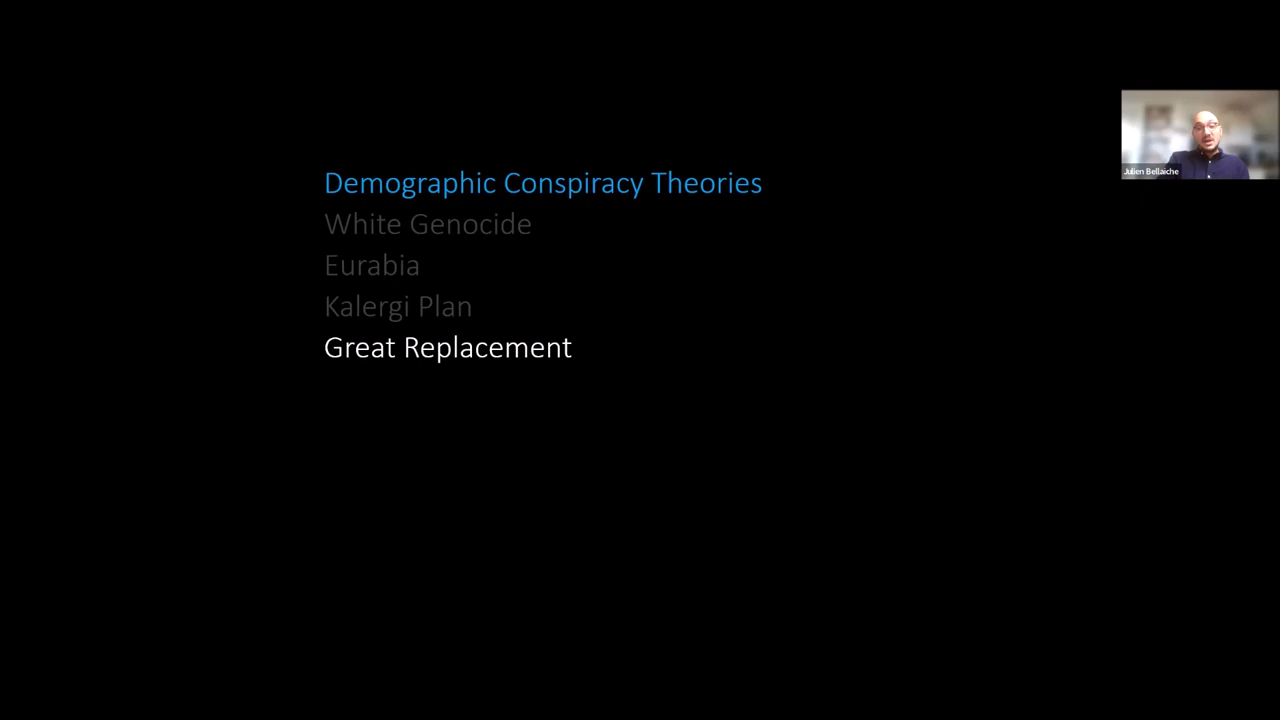 Demographic Conspiracy Theories
White Genocide
Eurabia
Kalergi Plan
Great Replacement
Julien Bellaiche